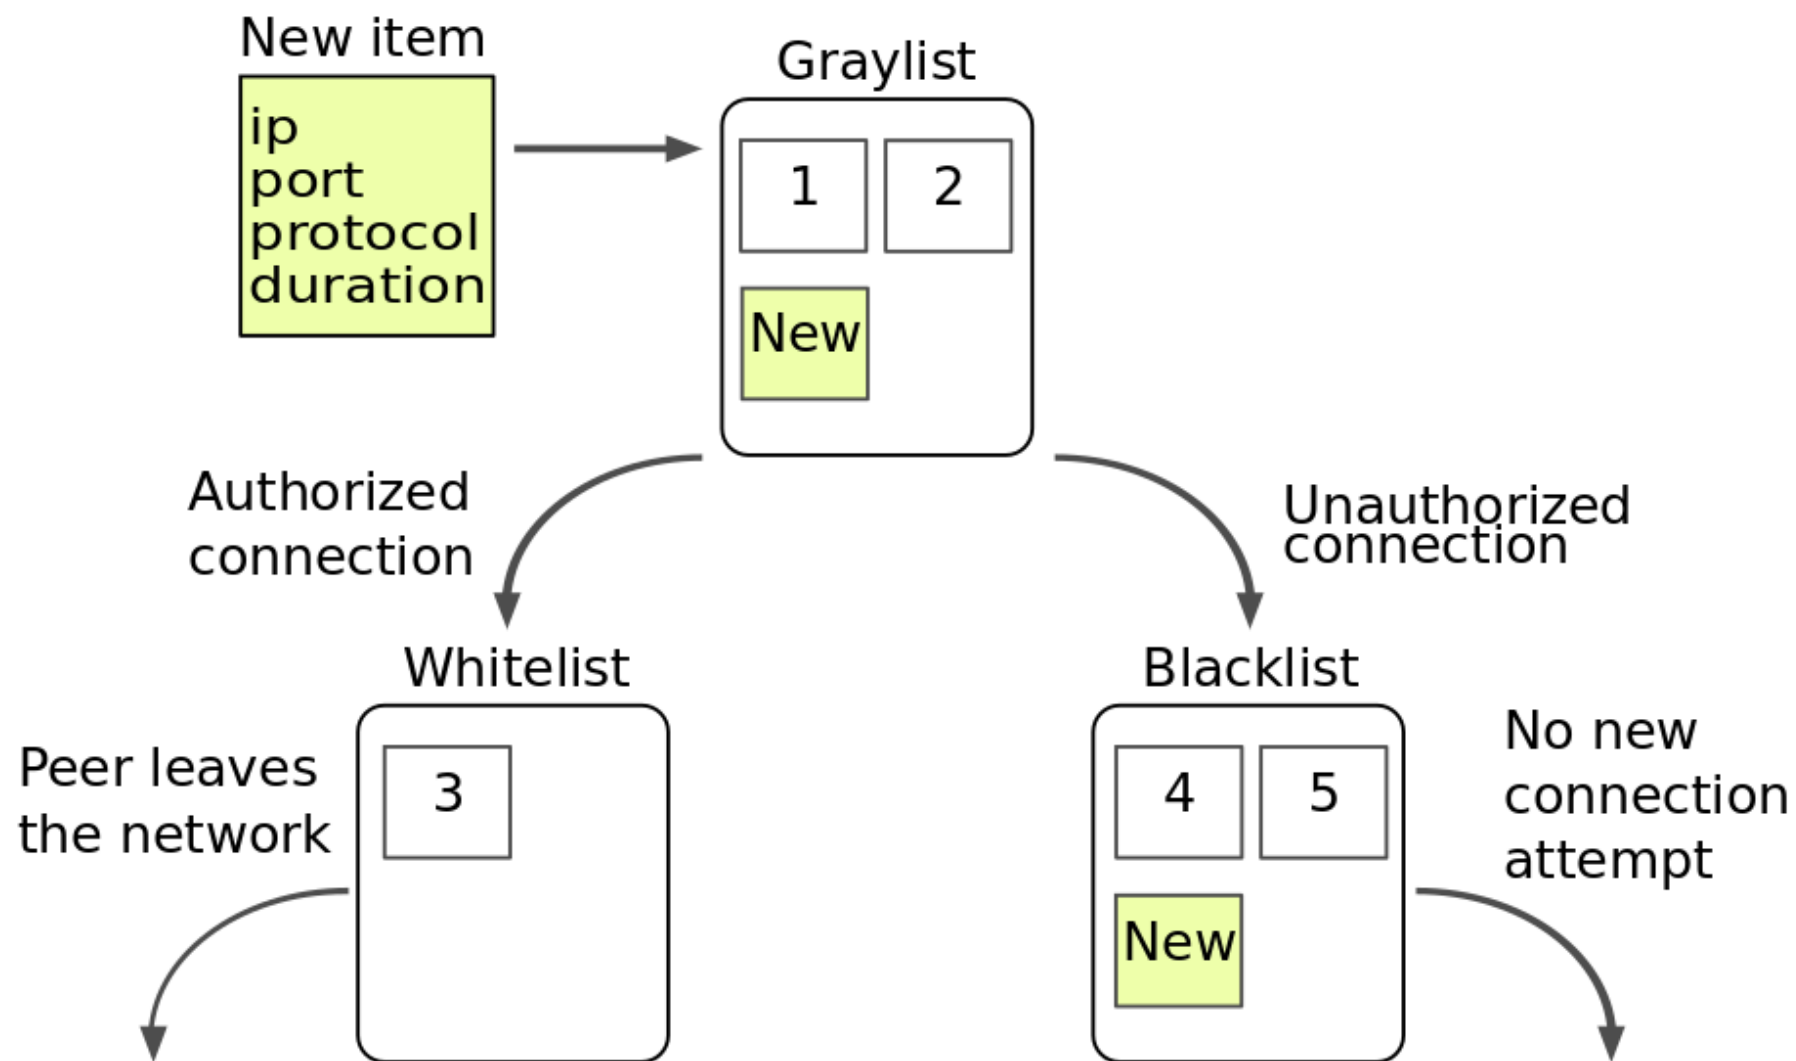 New item
ip
port
protocol
duration
Graylist
1
2
New
Authorized
connection
Unauthorized
connection
Whitelist
3
Peer leaves
the network
Blacklist
4
5
New
No new
connection
attempt